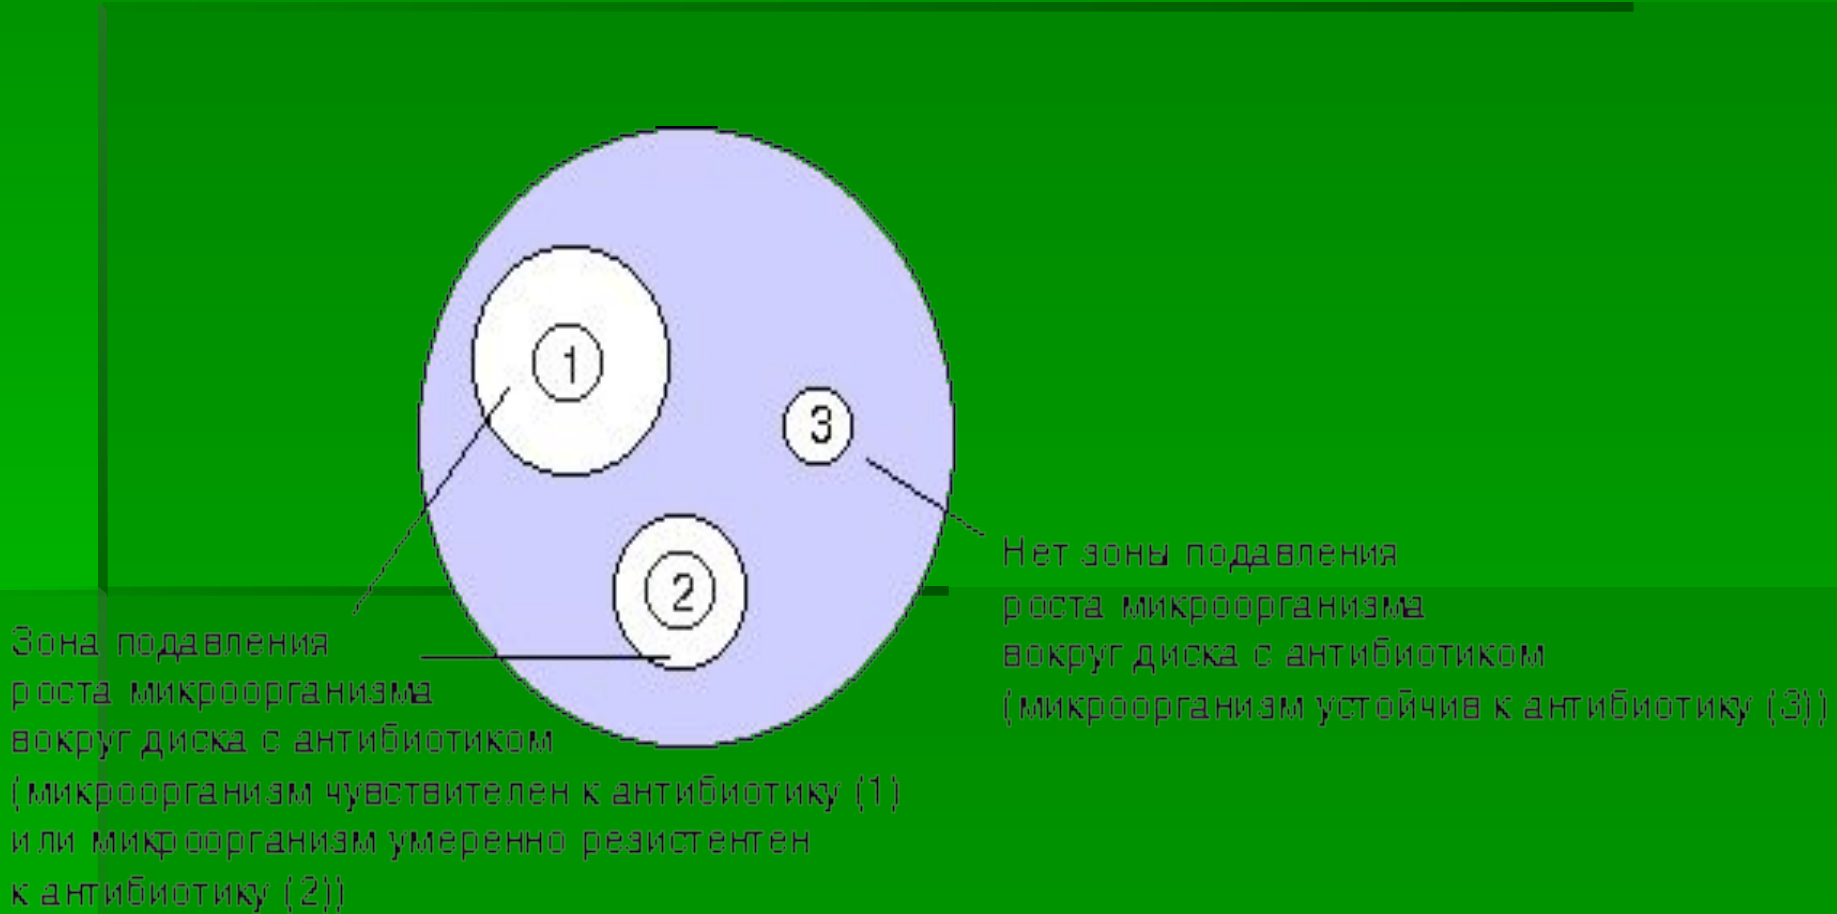 1
3
2
Нет зоны подавления
роста микроорганизма
вокруг диска с антибиотиком
(микроорганизм устойчив к антибиотику (3))
Зона подавления
роста микроорганизма
вокруг диска с антибиотиком
(микроорганизм чувствителен к антибиотику (1)
или микроорганизм умеренно резистентен
к антибиотику (2))